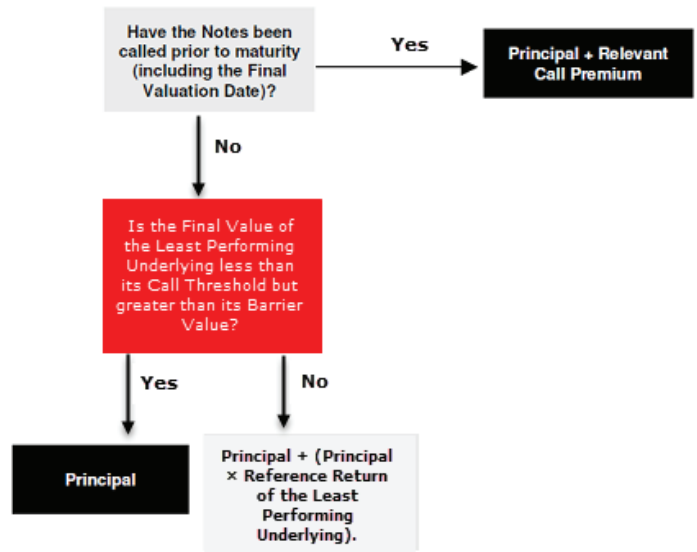 Have the Notes been
called prior to maturity
(including the Final
Valuation Date)?
Yes
Principal + Relevant
Call Premium
No
Is the Final Value of
the Least Performing
Underlying less than
its Call Threshold but
greater than its Barrier
Value?
Yes
No
Principal
Principal + (Principal
× Reference Return
of the Least
Performing
Underlying).